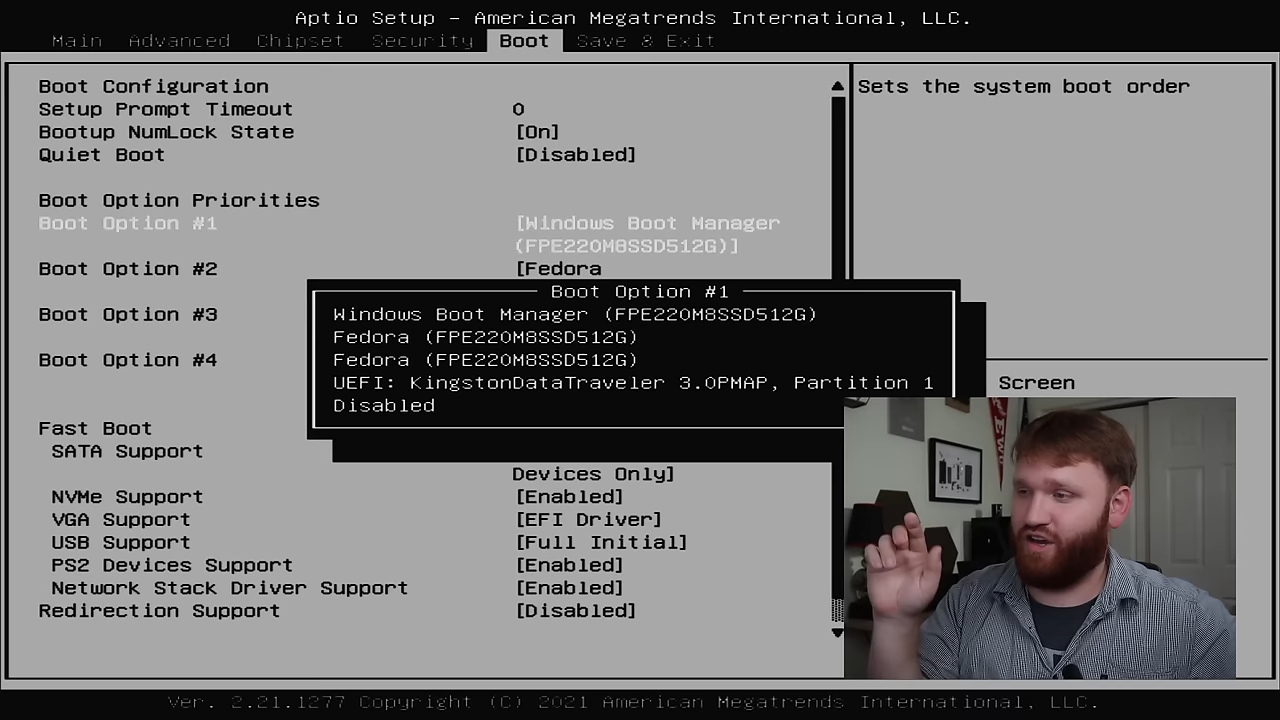 Aptio Setup – American Megatrends International, LLC.
Main Advanced Chipset Security Boot Save & Exit
Boot Configuration
Setup Prompt Timeout 0
Bootup NumLock State [On]
Quiet Boot [Disabled]
Boot Option Priorities
Boot Option #1 [Windows Boot Manager
(FPE220M8SSD512G)]
Boot Option #2 [Fedora
Boot Option #3
Boot Option #4
Fast Boot
SATA Support
Devices Only]
NVMe Support [Enabled]
VGA Support [EFI Driver]
USB Support [Full Initial]
PS2 Devices Support [Enabled]
Network Stack Driver Support [Enabled]
Redirection Support [Disabled]
Boot Option #1
Windows Boot Manager (FPE220M8SSD512G)
Fedora (FPE220M8SSD512G)
Fedora (FPE220M8SSD512G)
UEFI: KingstonDataTraveler 3.0PMAP, Partition 1
Disabled
Sets the system boot order
Screen
Ver. 2.21.1277 Copyright (C) 2021 American Megatrends International, LLC.